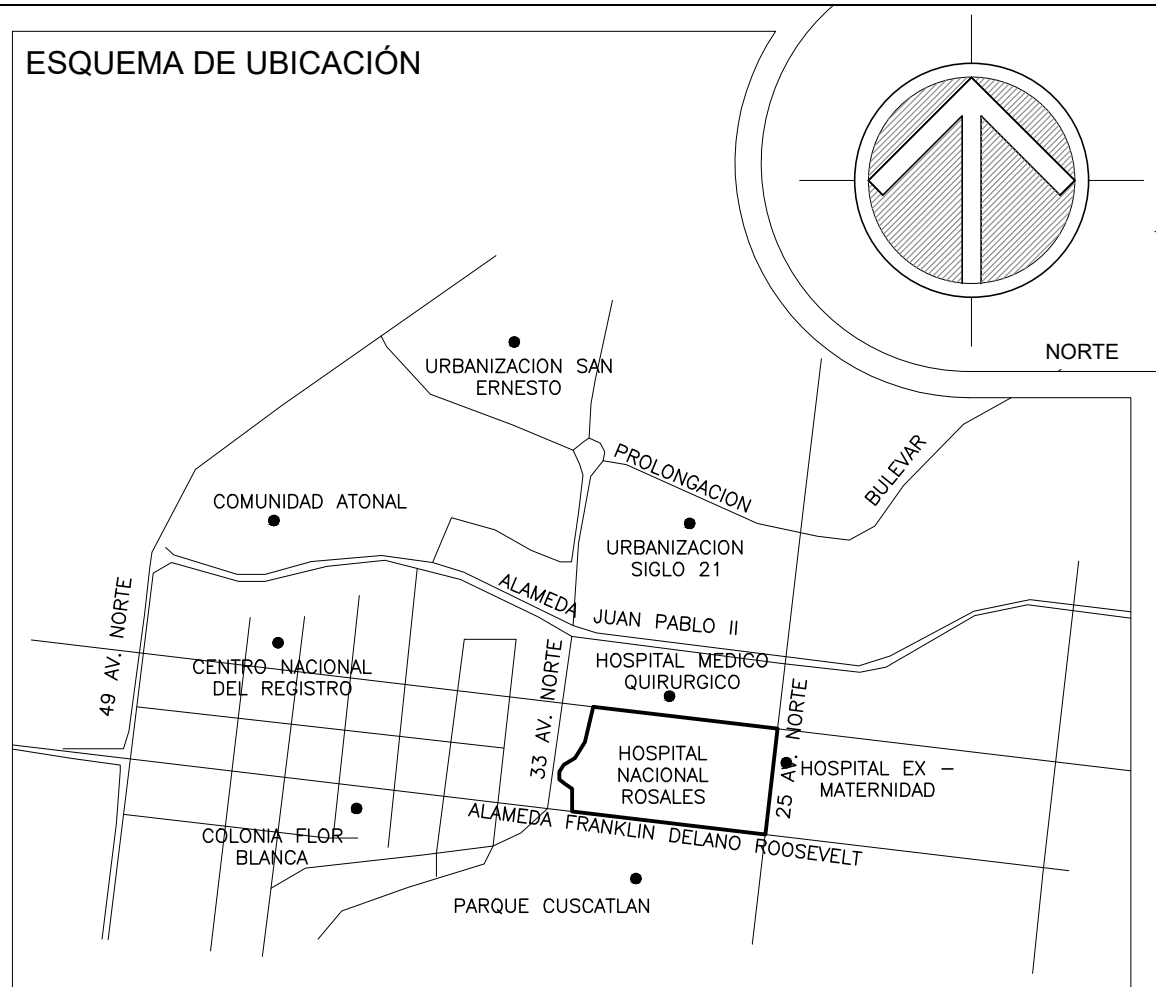 ESQUEMA DE UBICACIÓN
NORTE
URBANIZACION SAN
ERNESTO
PROLONGACION
BULEVAR
COMUNIDAD ATONAL
URBANIZACION
SIGLO 21
ALAMEDA
JUAN PABLO II
49 AV. NORTE
CENTRO NACIONAL
DEL REGISTRO
33 AV. NORTE
HOSPITAL MEDICO
QUIRURGICO
25 AV. NORTE
HOSPITAL
NACIONAL
ROSALES
HOSPITAL EX –
MATERNIDAD
ALAMEDA FRANKLIN DELANO ROOSEVELT
COLONIA FLOR
BLANCA
PARQUE CUSCATLAN